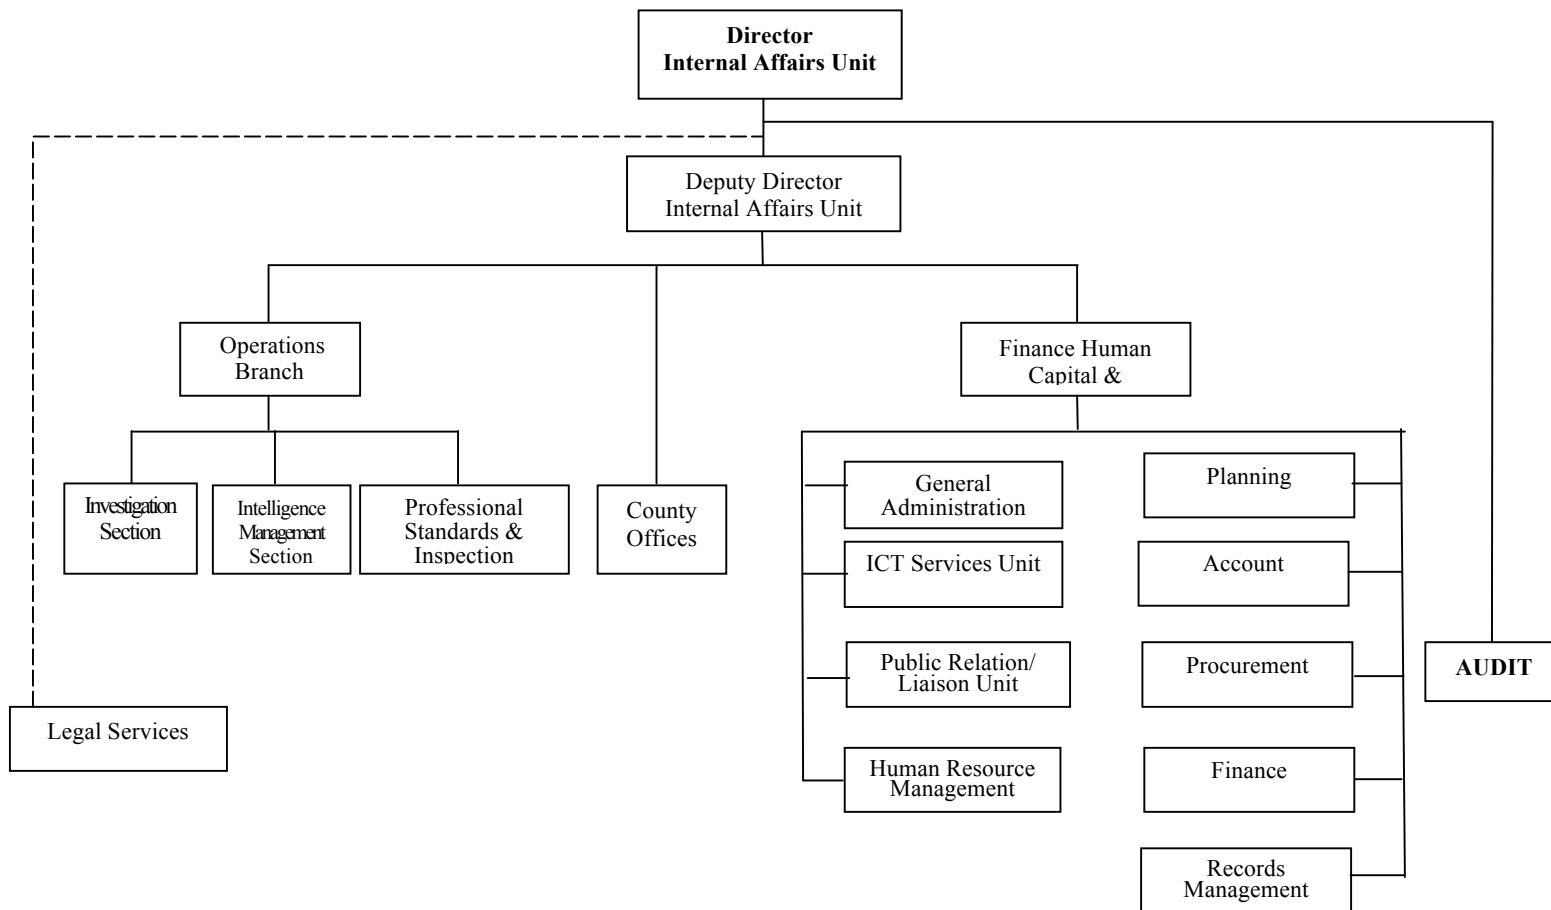 Director
Internal Affairs Unit
Deputy Director
Internal Affairs Unit
Operations
Branch
Finance Human
Capital &
Investigation
Section
Intelligence
Management
Section
Professional
Standards &
Inspection
County
Offices
General
Administration
Planning
ICT Services Unit
Account
Public Relation/
Liaison Unit
Procurement
AUDIT
Legal Services
Human Resource
Management
Finance
Records
Management